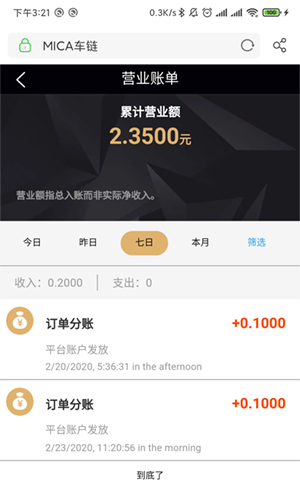 下午3:21
0.3K/s
100
MICA车链
营业账单
累计营业额
2.3500元
营业额指总入账而非实际净收入。
今日 昨日 七日 本月 筛选
收入：0.2000 支出：0
订单分账 +0.1000
平台账户发放
2/20/2020, 5:36:31 in the afternoon
订单分账 +0.1000
平台账户发放
2/23/2020, 11:20:56 in the morning
到底了